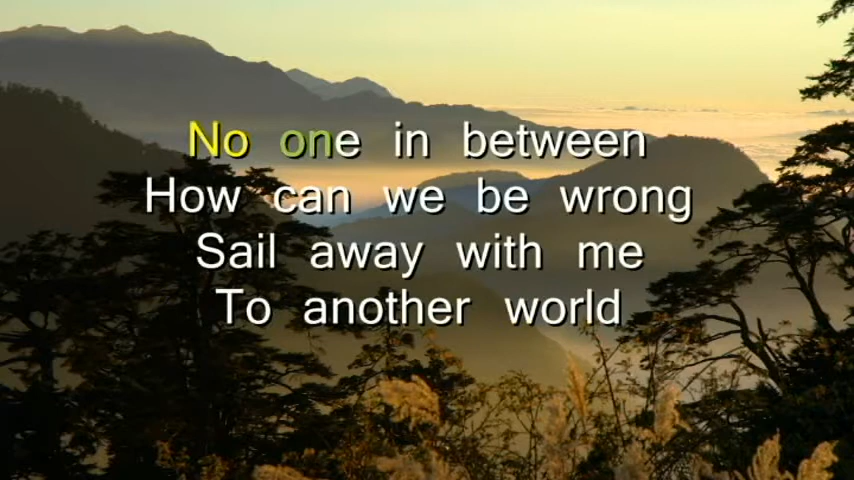 No one in between
How can we be wrong
Sail away with me
To another world